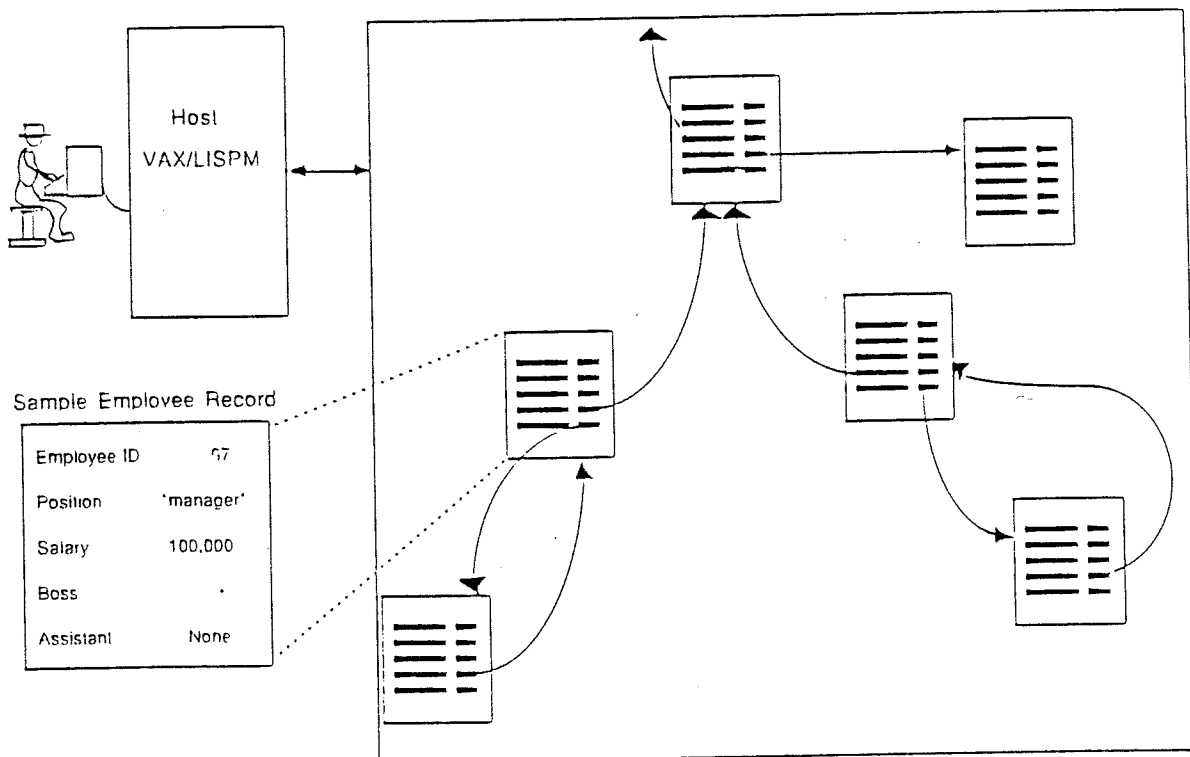 Host
VAX/LISPM
Sample Employee Record
Employee ID
Position 'manager'
Salary 100,000
Boss •
Assistant None